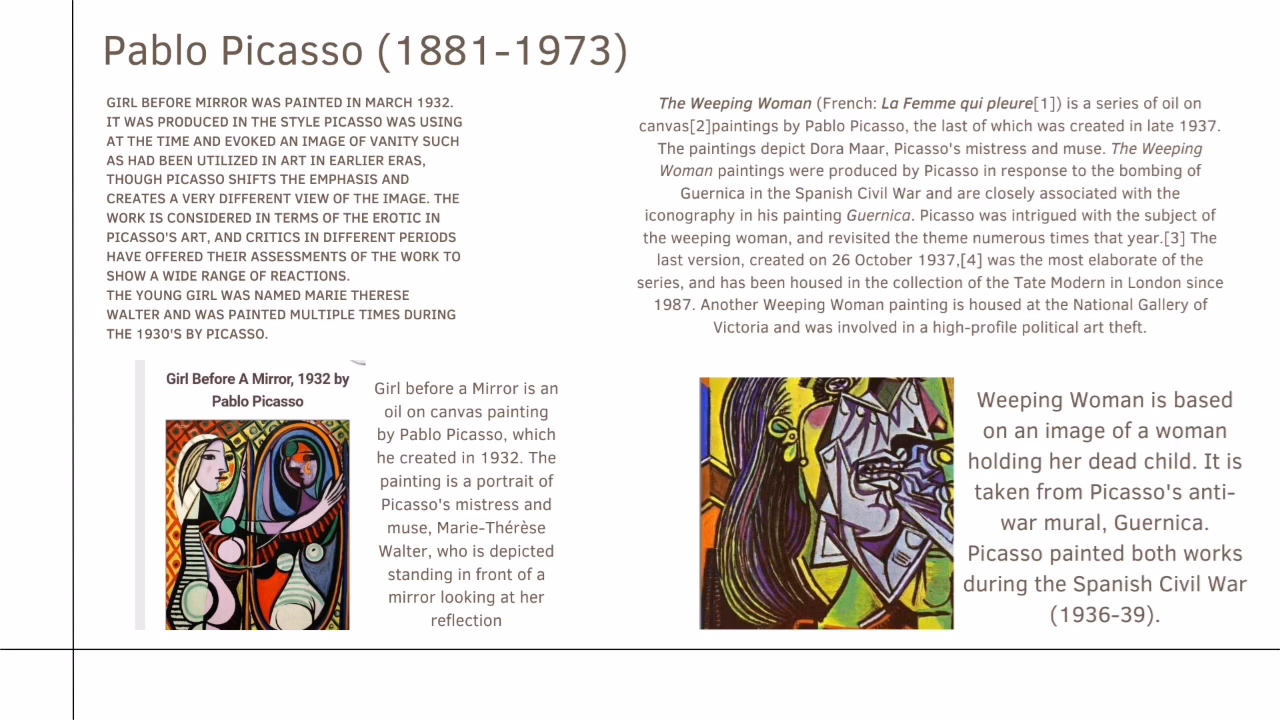 Pablo Picasso (1881-1973)
GIRL BEFORE MIRROR WAS PAINTED IN MARCH 1932.
IT WAS PRODUCED IN THE STYLE PICASSO WAS USING
AT THE TIME AND EVOKED AN IMAGE OF VANITY SUCH
AS HAD BEEN UTILIZED IN ART IN EARLIER ERAS,
THOUGH PICASSO SHIFTS THE EMPHASIS AND
CREATES A VERY DIFFERENT VIEW OF THE IMAGE. THE
WORK IS CONSIDERED IN TERMS OF THE EROTIC IN
PICASSO'S ART, AND CRITICS IN DIFFERENT PERIODS
HAVE OFFERED THEIR ASSESSMENTS OF THE WORK TO
SHOW A WIDE RANGE OF REACTIONS.
THE YOUNG GIRL WAS NAMED MARIE THERESE
WALTER AND WAS PAINTED MULTIPLE TIMES DURING
THE 1930'S BY PICASSO.
Girl Before A Mirror, 1932 by
Pablo Picasso
Girl before a Mirror is an
oil on canvas painting
by Pablo Picasso, which
he created in 1932. The
painting is a portrait of
Picasso's mistress and
muse, Marie-Thérèse
Walter, who is depicted
standing in front of a
mirror looking at her
reflection
The Weeping Woman (French: La Femme qui pleure[1]) is a series of oil on
canvas[2]paintings by Pablo Picasso, the last of which was created in late 1937.
The paintings depict Dora Maar, Picasso's mistress and muse. The Weeping
Woman paintings were produced by Picasso in response to the bombing of
Guernica in the Spanish Civil War and are closely associated with the
iconography in his painting Guernica. Picasso was intrigued with the subject of
the weeping woman, and revisited the theme numerous times that year.[3] The
last version, created on 26 October 1937,[4] was the most elaborate of the
series, and has been housed in the collection of the Tate Modern in London since
1987. Another Weeping Woman painting is housed at the National Gallery of
Victoria and was involved in a high-profile political art theft.
Weeping Woman is based
on an image of a woman
holding her dead child. It is
taken from Picasso's anti-
war mural, Guernica.
Picasso painted both works
during the Spanish Civil War
(1936-39).